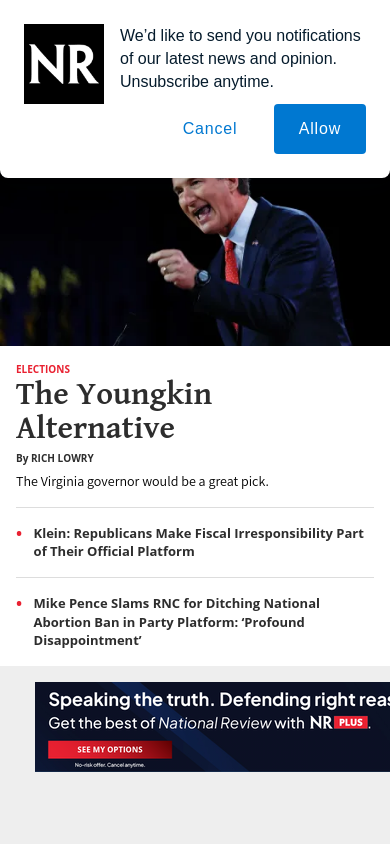 NR
We’d like to send you notifications
of our latest news and opinion.
Unsubscribe anytime.
Cancel
Allow
ELECTIONS
The Youngkin
Alternative
By RICH LOWRY
The Virginia governor would be a great pick.
• Klein: Republicans Make Fiscal Irresponsibility Part
of Their Official Platform
• Mike Pence Slams RNC for Ditching National
Abortion Ban in Party Platform: ‘Profound
Disappointment’
Speaking the truth. Defending right reas
Get the best of National Review with NR PLUS.
SEE MY OPTIONS
No-risk offer. Cancel anytime.